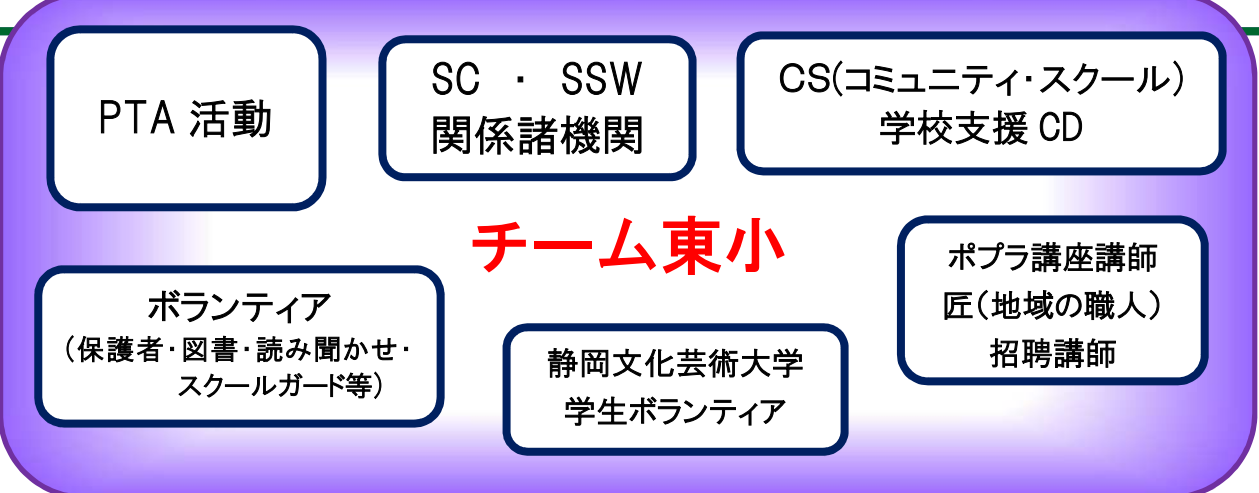 PTA 活動
SC ・ SSW
関係諸機関
CS(コミュニティ・スクール)
学校支援 CD
チーム東小
ボランティア
(保護者・図書・読み聞かせ・
スクールガード等)
静岡文化芸術大学
学生ボランティア
ポプラ講座講師
匠(地域の職人)
招聘講師